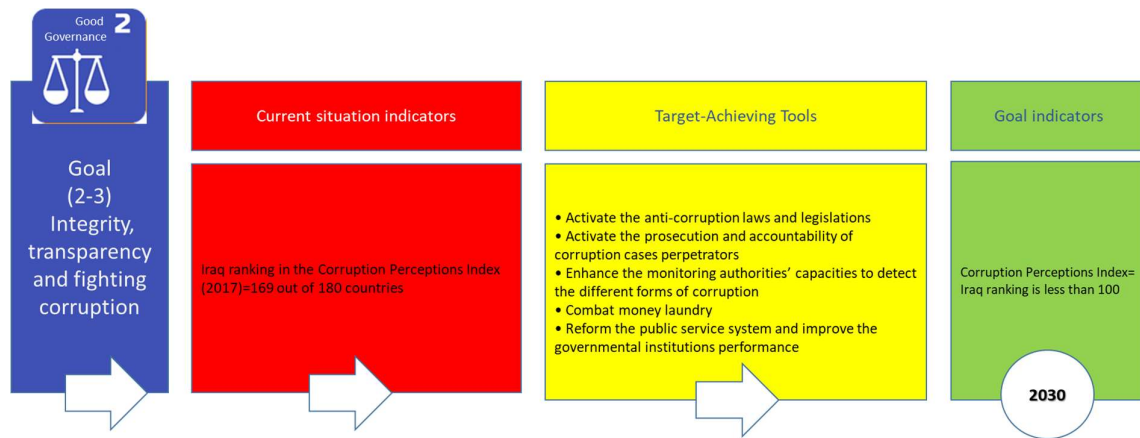 Good
Governance
2
Goal
(2-3)
Integrity,
transparency
and fighting
corruption
Current situation indicators
Iraq ranking in the Corruption Perceptions Index
(2017)=169 out of 180 countries
Target-Achieving Tools
• Activate the anti-corruption laws and legislations
• Activate the prosecution and accountability of
corruption cases perpetrators
• Enhance the monitoring authorities’ capacities to detect
the different forms of corruption
• Combat money laundry
• Reform the public service system and improve the
governmental institutions performance
Goal indicators
Corruption Perceptions Index=
Iraq ranking is less than 100
2030